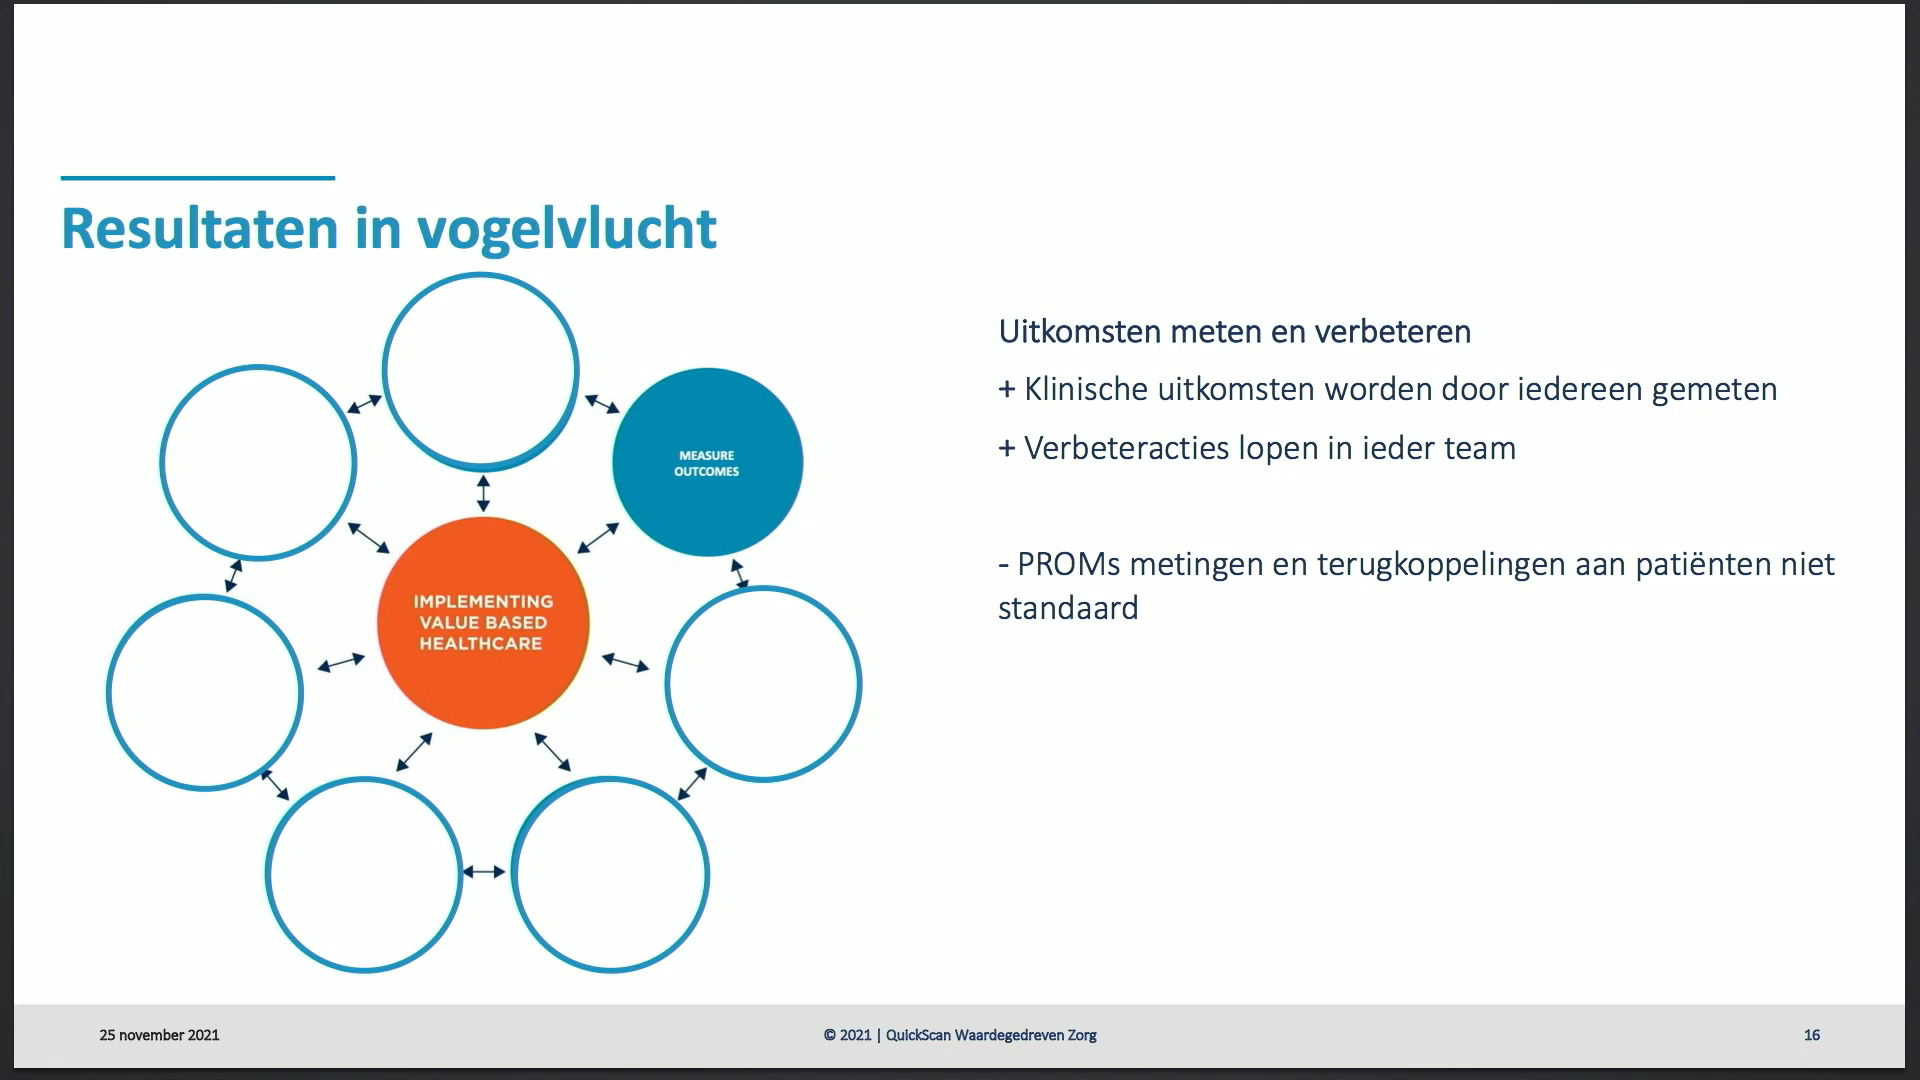 Resultaten in vogelvlucht
MEASURE
OUTCOMES
IMPLEMENTING
VALUE BASED
HEALTHCARE
Uitkomsten meten en verbeteren
+ Klinische uitkomsten worden door iedereen gemeten
+ Verbeteracties lopen in ieder team
- PROMs metingen en terugkoppelingen aan patiënten niet
standaard
25 november 2021
© 2021 | QuickScan Waardegedreven Zorg
16